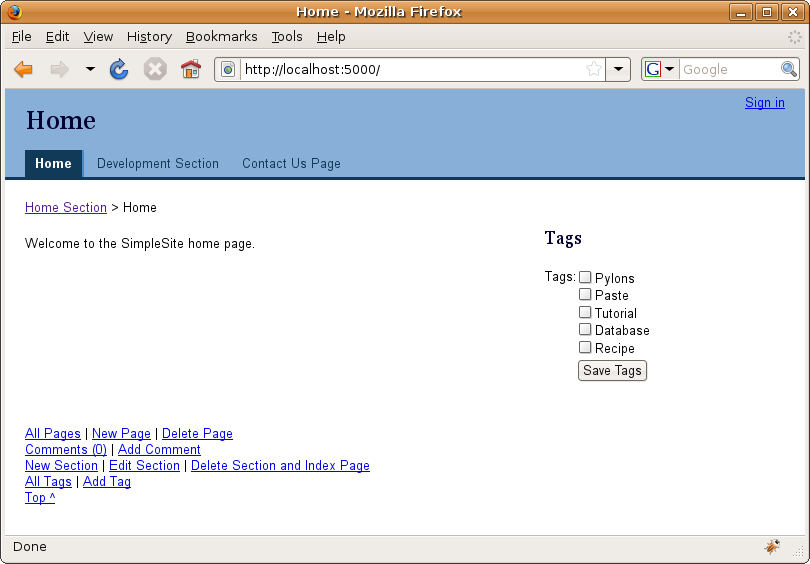 Home - Mozilla Firefox
File Edit View History Bookmarks Tools Help
http://localhost:5000/ G Google
Sign in
Home
Home Development Section Contact Us Page
Home Section > Home
Welcome to the SimpleSite home page.
Tags
Tags: Pylons
Paste
Tutorial
Database
Recipe
Save Tags
All Pages | New Page | Delete Page
Comments (0) | Add Comment
New Section | Edit Section | Delete Section and Index Page
All Tags | Add Tag
Top ^
Done